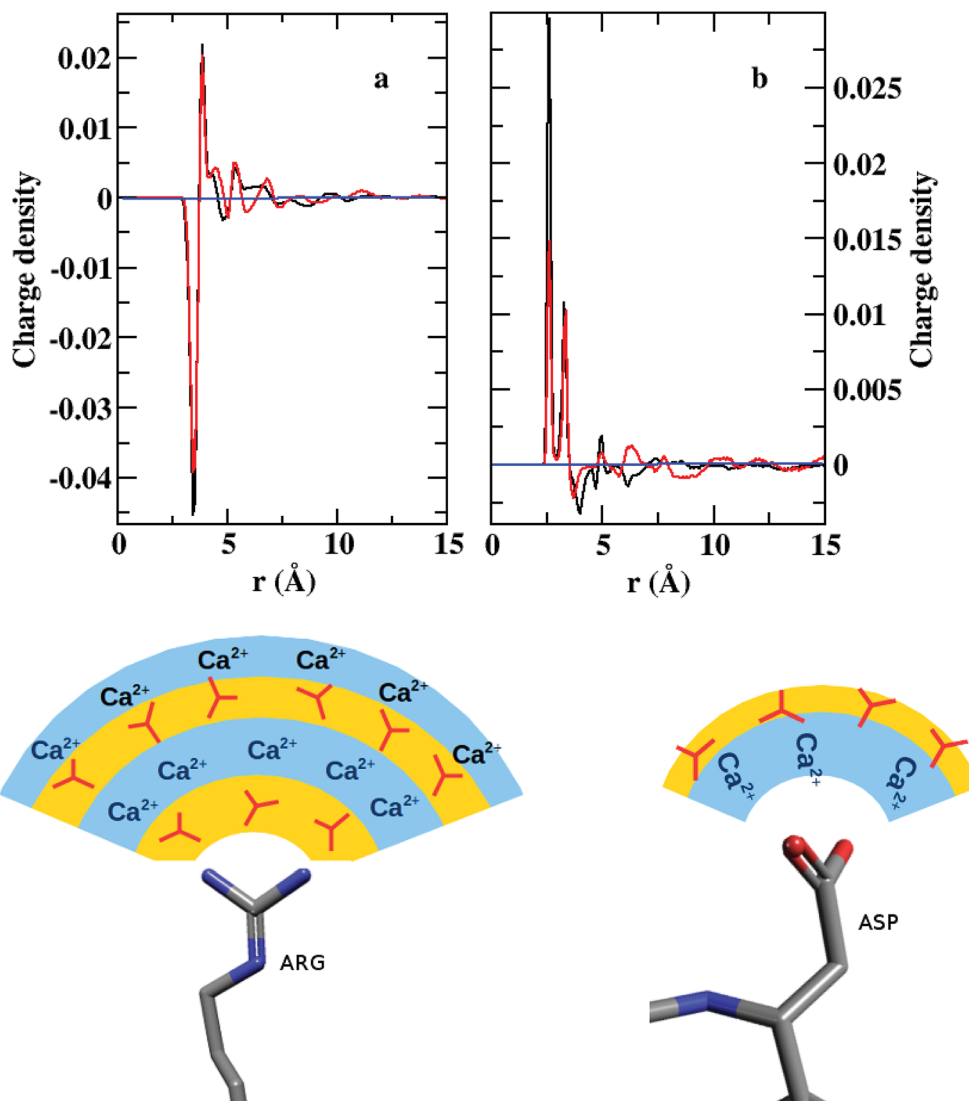 a
0.02
0.01
0
-0.01
-0.02
-0.03
-0.04
Charge density
0
5
10
15
r (Å)
b
0.025
0.02
0.015
0.01
0.005
0
Charge density
0
5
10
15
r (Å)
Ca2+
Ca2+
Ca2+
Ca2+
Ca2+
Ca2+
Ca2+
Ca2+
Ca2+
Ca2+
Ca2+
ARG
Ca2+
Ca2+
Ca2+
ASP